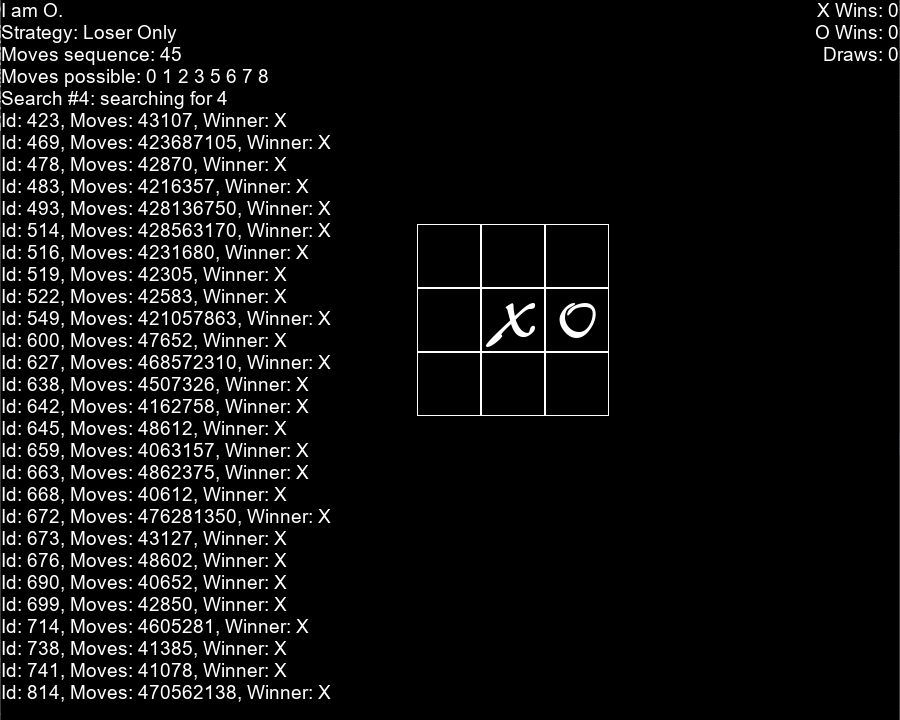 I am O.
X Wins: 0
Strategy: Loser Only
O Wins: 0
Moves sequence: 45
Draws: 0
Moves possible: 0 1 2 3 5 6 7 8
Search #4: searching for 4
Id: 423, Moves: 43107, Winner: X
Id: 469, Moves: 423687105, Winner: X
Id: 478, Moves: 42870, Winner: X
Id: 483, Moves: 4216357, Winner: X
Id: 493, Moves: 428136750, Winner: X
Id: 514, Moves: 428563170, Winner: X
Id: 516, Moves: 4231680, Winner: X
Id: 519, Moves: 42305, Winner: X
Id: 522, Moves: 42583, Winner: X
Id: 549, Moves: 421057863, Winner: X
Id: 600, Moves: 47652, Winner: X
Id: 627, Moves: 468572310, Winner: X
Id: 638, Moves: 4507326, Winner: X
Id: 642, Moves: 4162758, Winner: X
Id: 645, Moves: 48612, Winner: X
Id: 659, Moves: 4063157, Winner: X
Id: 663, Moves: 4862375, Winner: X
Id: 668, Moves: 40612, Winner: X
Id: 672, Moves: 476281350, Winner: X
Id: 673, Moves: 43127, Winner: X
Id: 676, Moves: 48602, Winner: X
Id: 690, Moves: 40652, Winner: X
Id: 699, Moves: 42850, Winner: X
Id: 714, Moves: 4605281, Winner: X
Id: 738, Moves: 41385, Winner: X
Id: 741, Moves: 41078, Winner: X
Id: 814, Moves: 470562138, Winner: X
X O